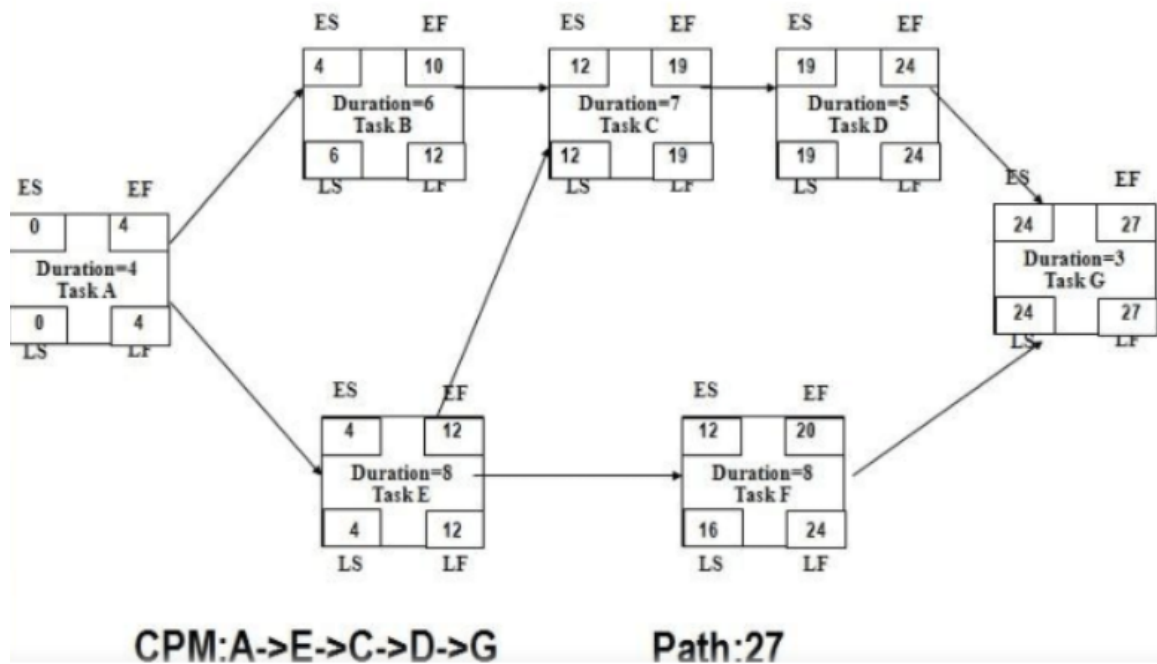 ES EF
4 10
Duration=6
Task B
6 12
LS LF
ES EF
12 19
Duration=7
Task C
12 19
LS LF
ES EF
19 24
Duration=5
Task D
19 24
LS LF
ES EF
0 4
Duration=4
Task A
0 4
LS LF
ES EF
24 27
Duration=3
Task G
24 27
LS LF
ES EF
4 12
Duration=8
Task E
4 12
LS LF
ES EF
12 20
Duration=8
Task F
16 24
LS LF
CPM:A->E->C->D->G Path:27